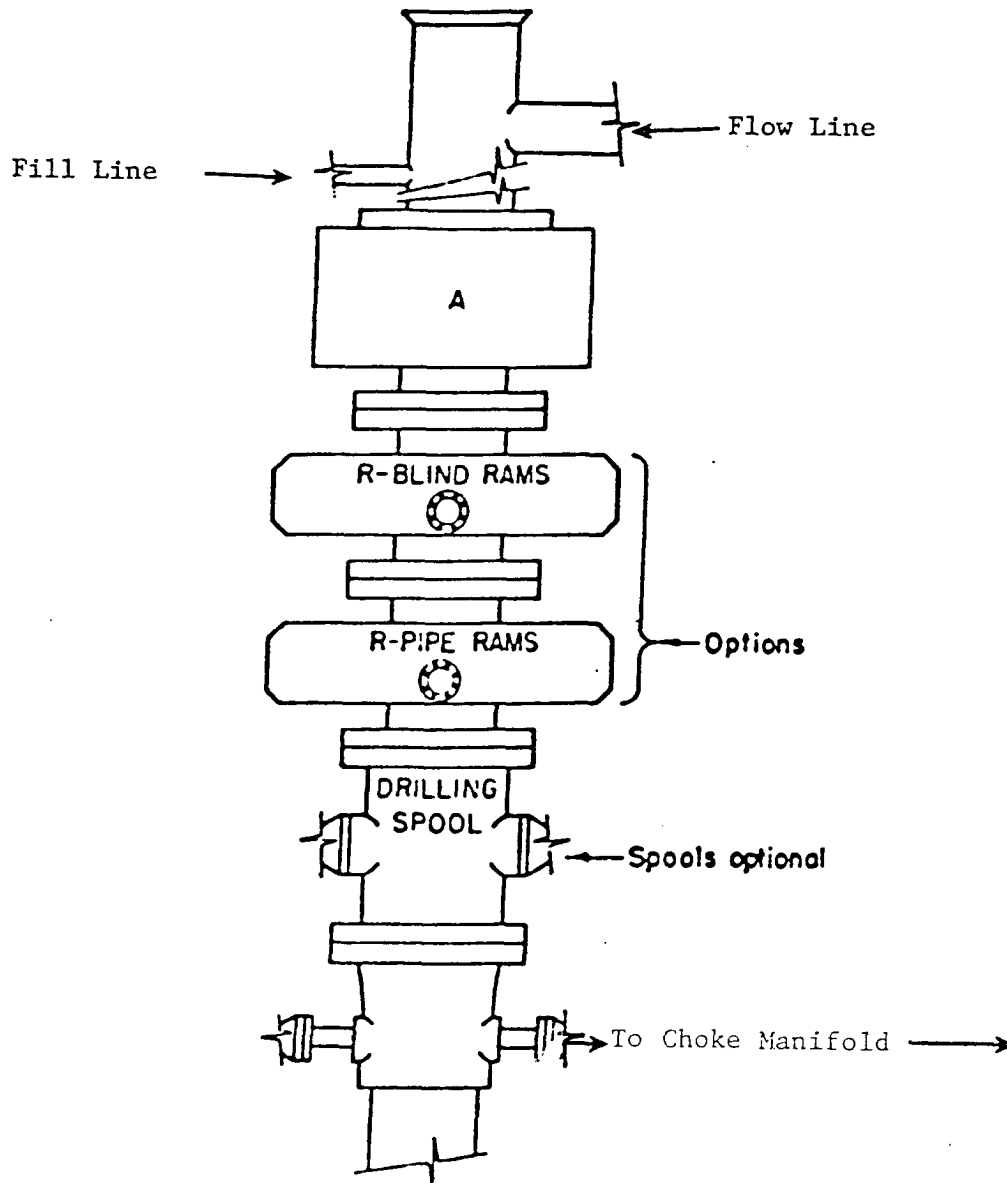 Flow Line
Fill Line
A
R-BLIND RAMS
R-PIPE RAMS
Options
DRILLING
SPOOL
Spools optional
To Choke Manifold